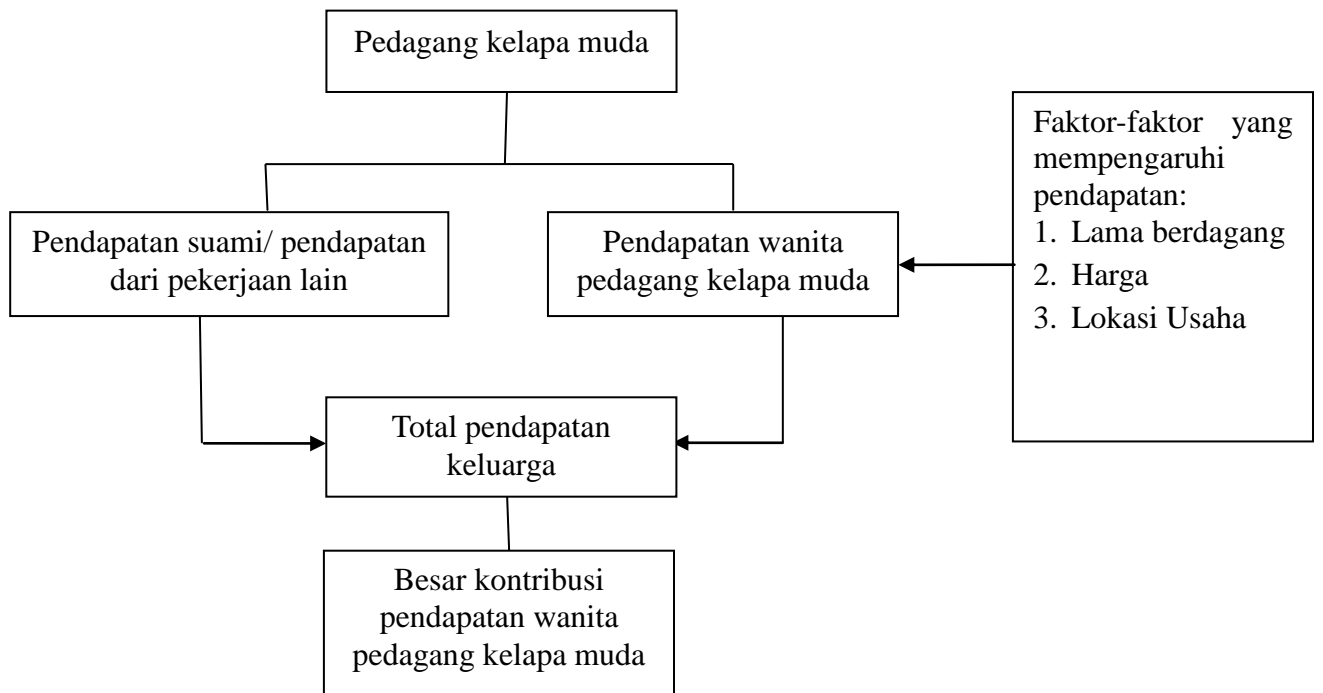 Pedagang kelapa muda
Faktor-faktor yang
mempengaruhi
pendapatan:
1. Lama berdagang
2. Harga
3. Lokasi Usaha
Pendapatan suami/ pendapatan
dari pekerjaan lain
Pendapatan wanita
pedagang kelapa muda
Total pendapatan
keluarga
Besar kontribusi
pendapatan wanita
pedagang kelapa muda